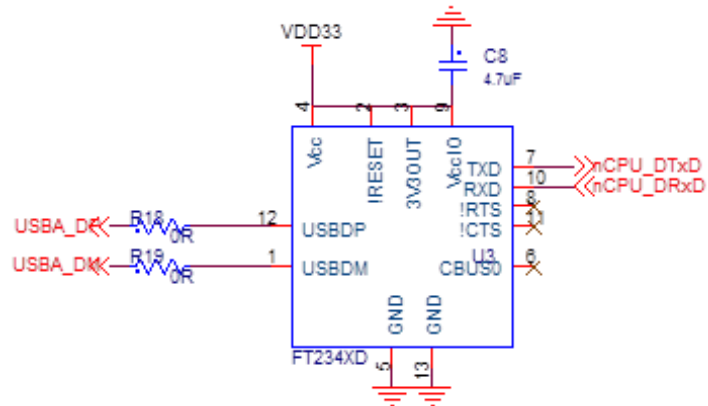 VDD33
C8
4.7uF
4
2
3
9
Vcc
!RESET
3V3OUT
VccIO
TXD
7
nCPU_DTxD
RXD
10
nCPU_DRxD
!RTS
8
!CTS
11
U3
CBUS0
6
USBA_DP
R18
0R
12
USBDP
USBA_DM
R19
0R
1
USBDM
GND
GND
FT234XD
5
13